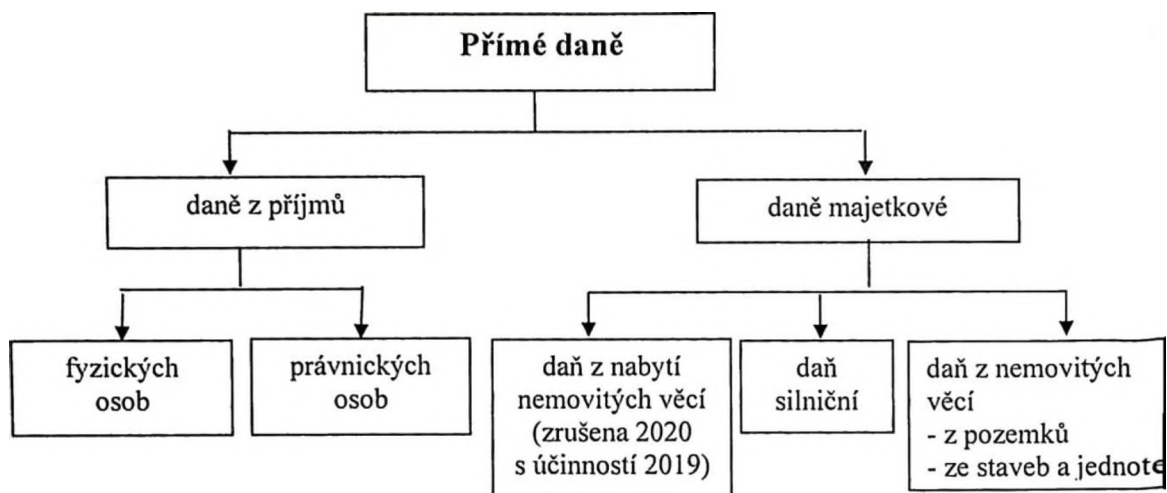 Přímé daně
daně z příjmů
daně majetkové
fyzických
osob
právnických
osob
daň z nabytí
nemovitých věcí
(zrušena 2020
s účinností 2019)
daň
silniční
daň z nemovitých
věcí
- z pozemků
- ze staveb a jednote